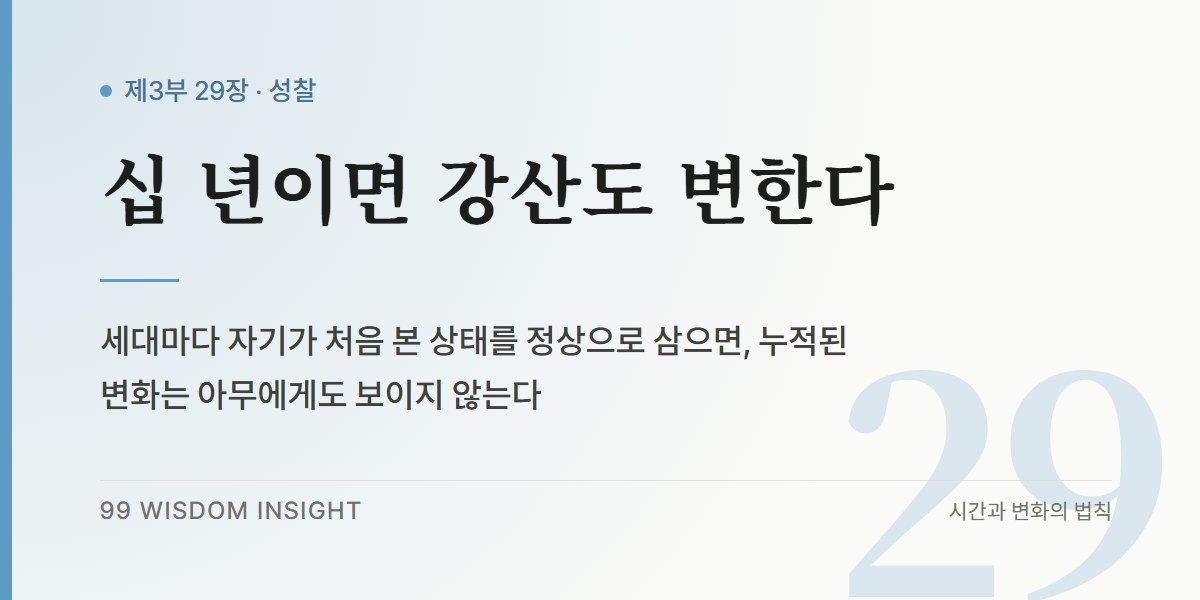 제3부 29장 · 성찰
십 년이면 강산도 변한다
세대마다 자기가 처음 본 상태를 정상으로 삼으면, 누적된
변화는 아무에게도 보이지 않는다
29
99 WISDOM INSIGHT
시간과 변화의 법칙